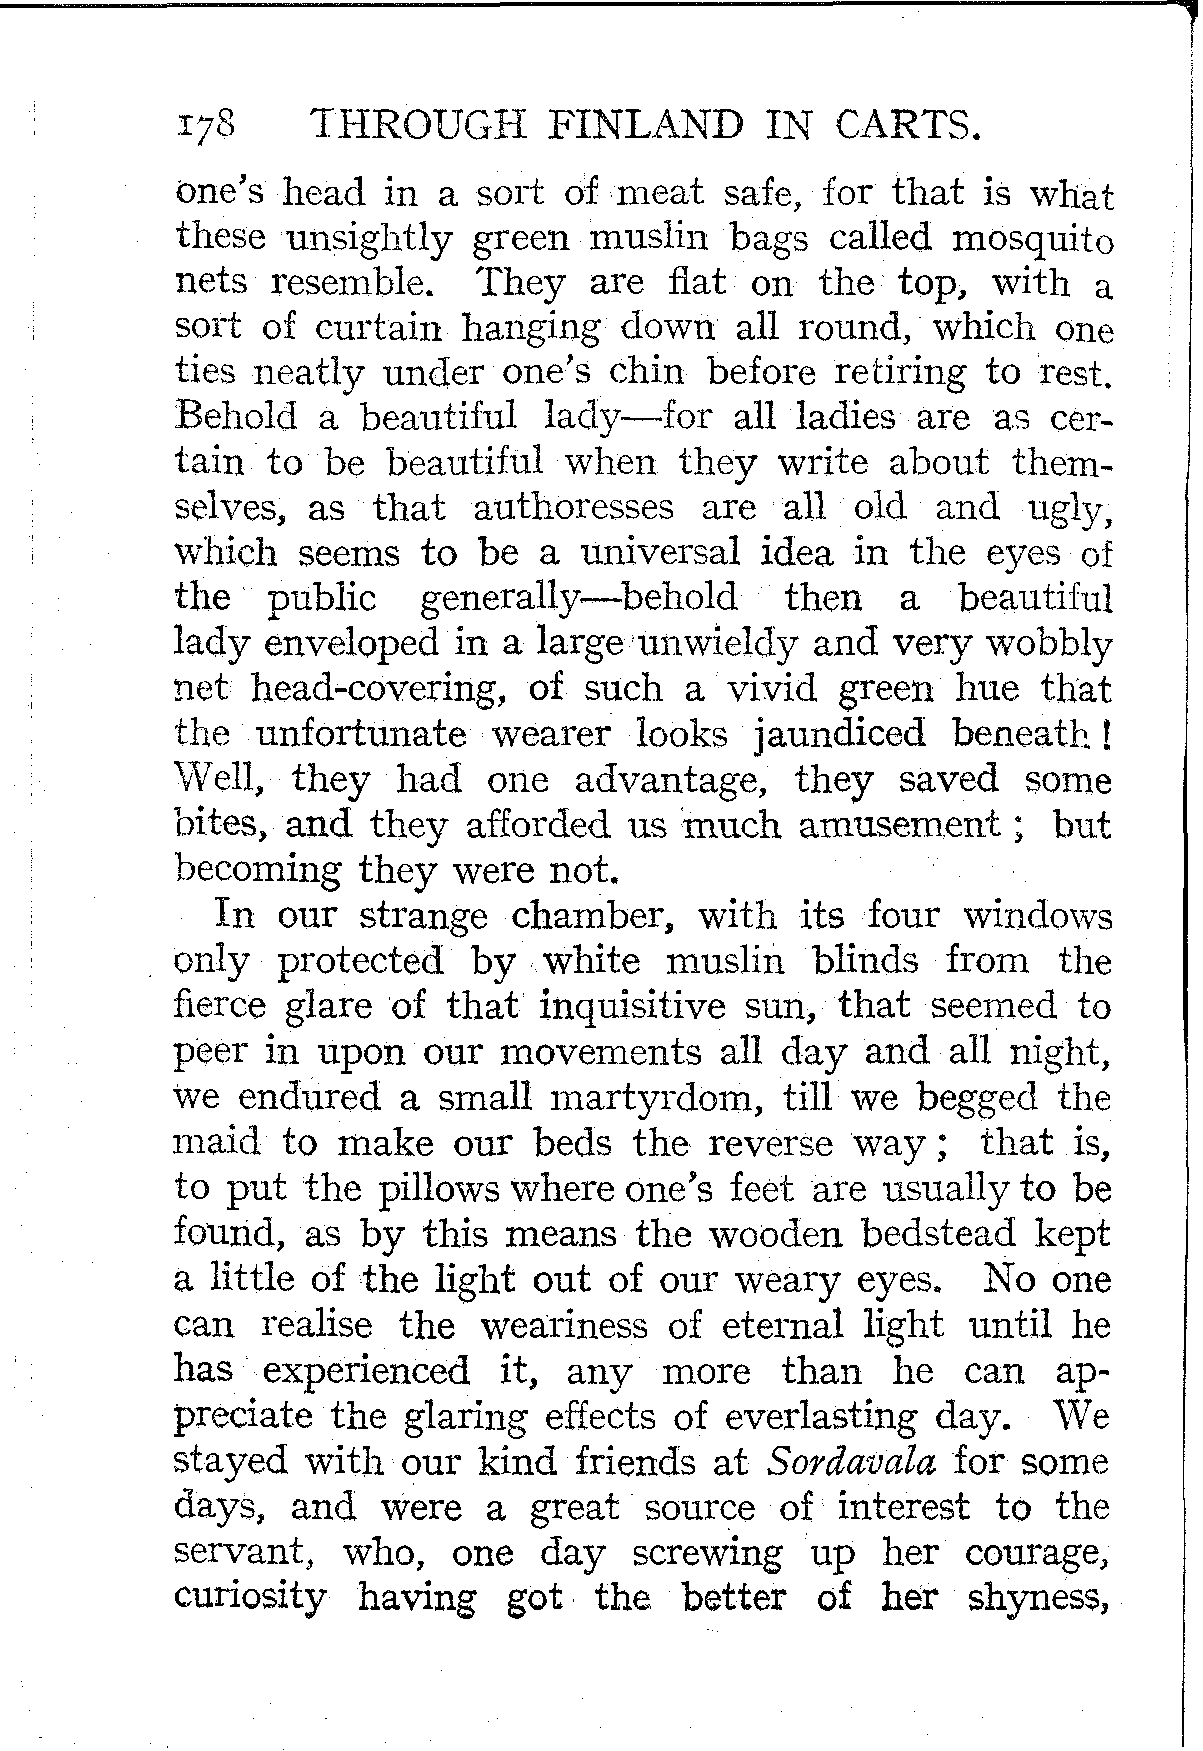 178 THROUGH FINLAND IN CARTS.
one's head in a sort of meat safe, for that is what
these unsightly green muslin bags called mosquito
nets resemble. They are flat on the top, with a
sort of curtain hanging down all round, which one
ties neatly under one's chin before retiring to rest.
Behold a beautiful lady—for all ladies are as cer-
tain to be beautiful when they write about them-
selves, as that authoresses are all old and ugly,
which seems to be a universal idea in the eyes of
the public generally—behold then a beautiful
lady enveloped in a large unwieldy and very wobbly
net head-covering, of such a vivid green hue that
the unfortunate wearer looks jaundiced beneath !
Well, they had one advantage, they saved some
bites, and they afforded us much amusement ; but
becoming they were not.
In our strange chamber, with its four windows
only protected by white muslin blinds from the
fierce glare of that inquisitive sun, that seemed to
peer in upon our movements all day and all night,
we endured a small martyrdom, till we begged the
maid to make our beds the reverse way ; that is,
to put the pillows where one's feet are usually to be
found, as by this means the wooden bedstead kept
a little of the light out of our weary eyes. No one
can realise the weariness of eternal light until he
has experienced it, any more than he can ap-
preciate the glaring effects of everlasting day. We
stayed with our kind friends at Sordavala for some
days, and were a great source of interest to the
servant, who, one day screwing up her courage,
curiosity having got the better of her shyness,